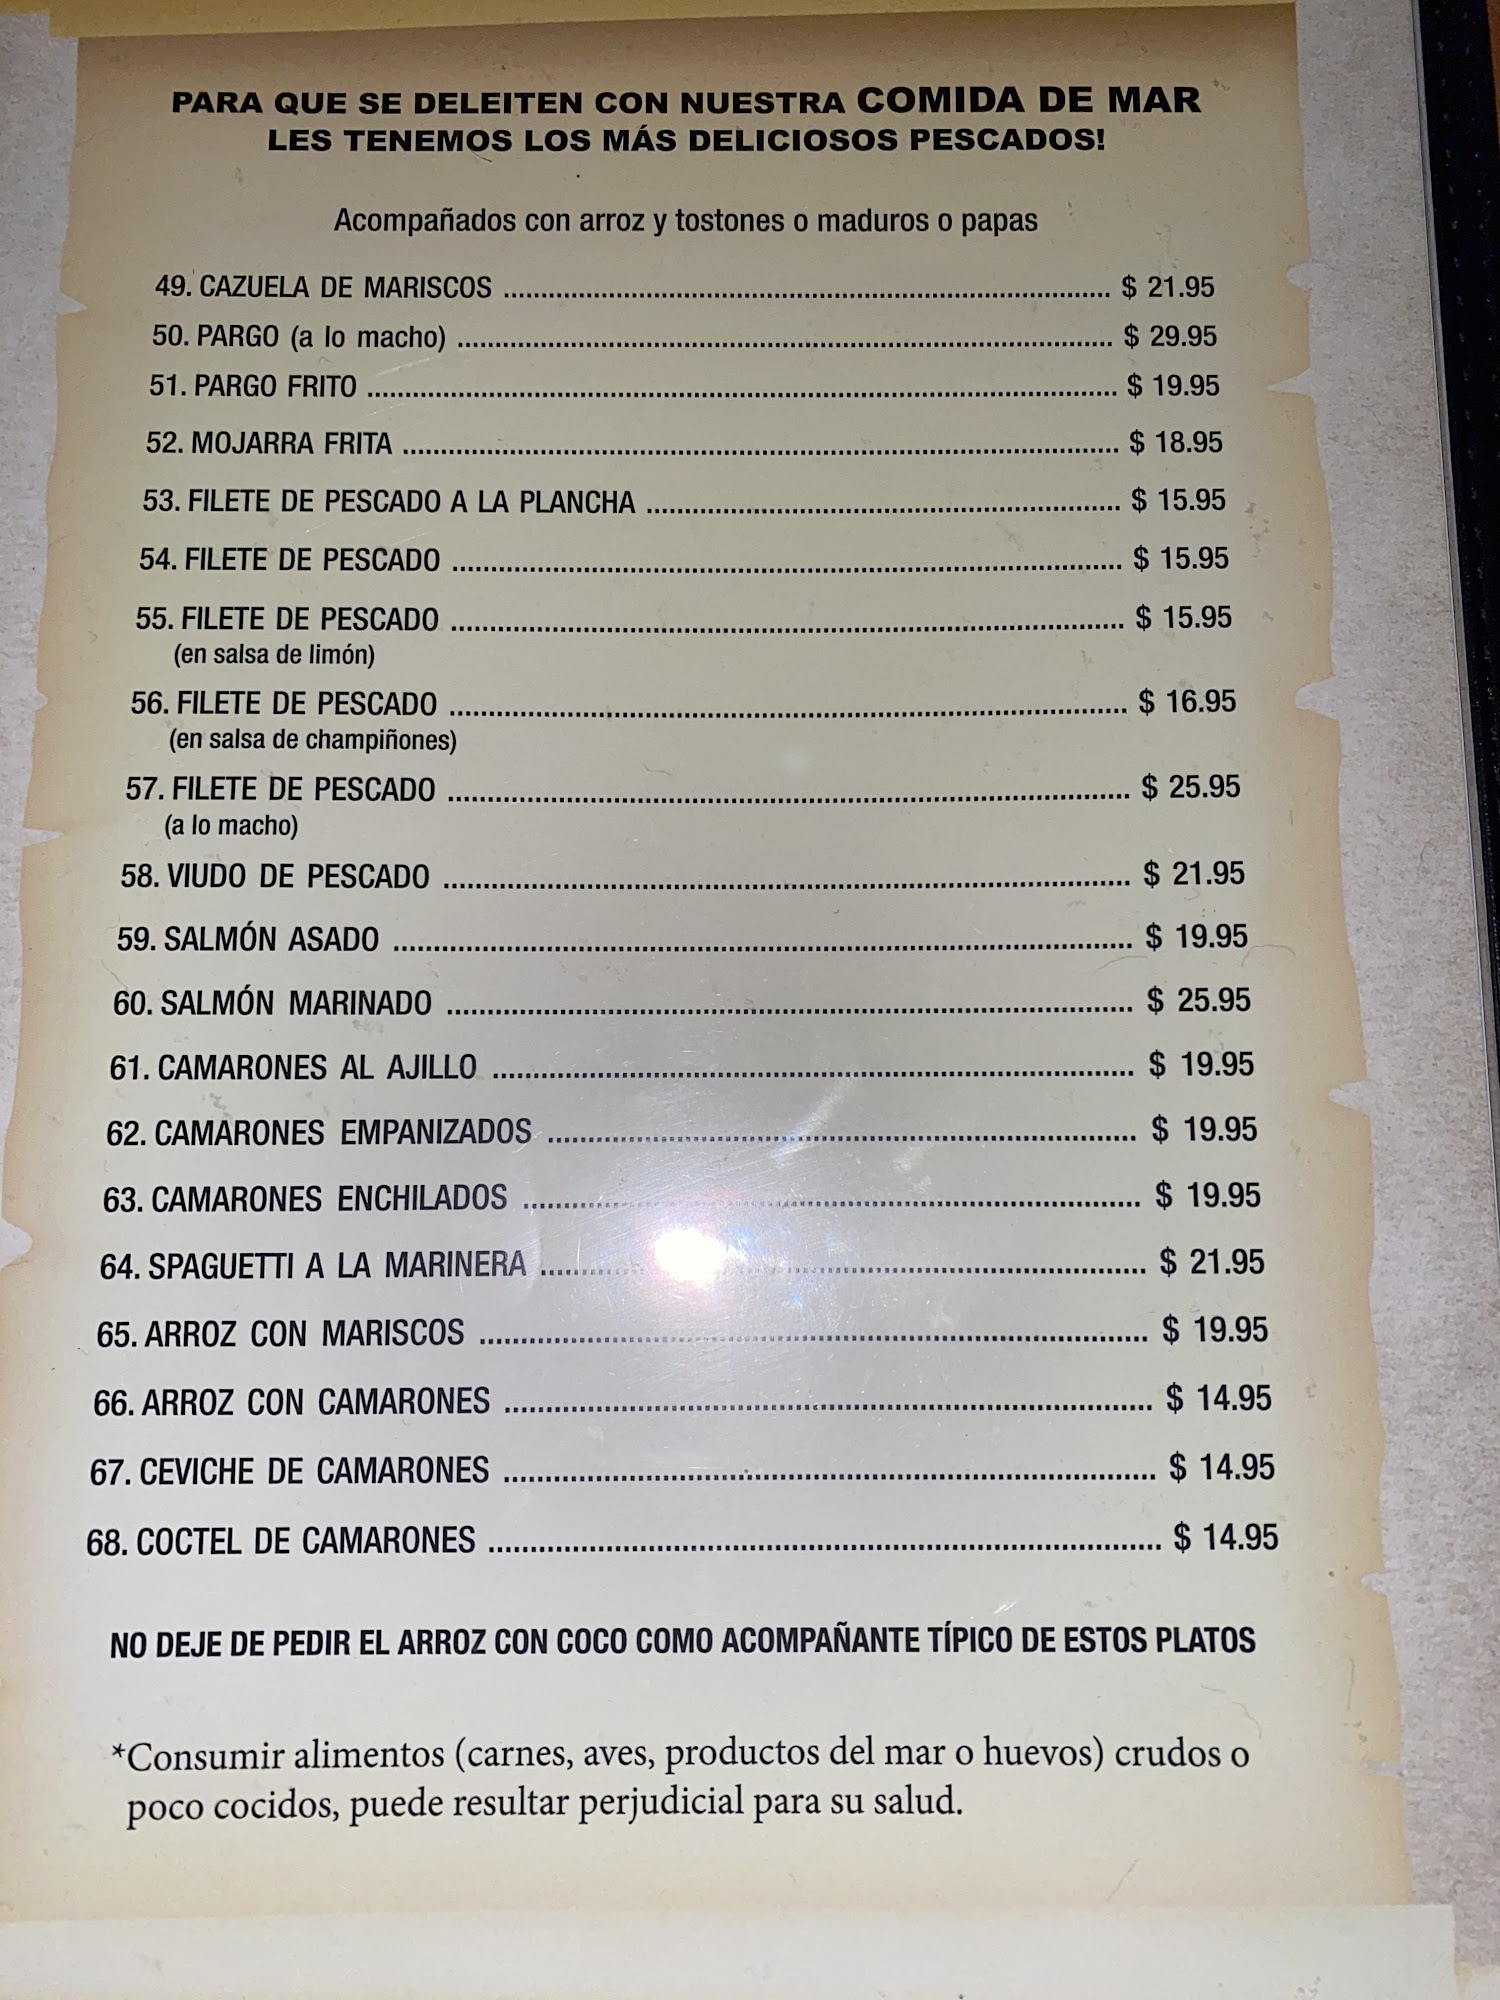 PARA QUE SE DELEITEN CON NUESTRA COMIDA DE MAR
LES TENEMOS LOS MÁS DELICIOSOS PESCADOS!
Acompañados con arroz y tostones o maduros o papas
49. CAZUELA DE MARISCOS ........ $ 21.95
50. PARGO (a lo macho) ........ $ 29.95
51. PARGO FRITO ........ $ 19.95
52. MOJARRA FRITA ........ $ 18.95
53. FILETE DE PESCADO A LA PLANCHA ........ $ 15.95
54. FILETE DE PESCADO ........ $ 15.95
55. FILETE DE PESCADO ........ $ 15.95
(en salsa de limón)
56. FILETE DE PESCADO ........ $ 16.95
(en salsa de champiñones)
57. FILETE DE PESCADO ........ $ 25.95
(a lo macho)
58. VIUDO DE PESCADO ........ $ 21.95
59. SALMÓN ASADO ........ $ 19.95
60. SALMÓN MARINADO ........ $ 25.95
61. CAMARONES AL AJILLO ........ $ 19.95
62. CAMARONES EMPANIZADOS ........ $ 19.95
63. CAMARONES ENCHILADOS ........ $ 19.95
64. SPAGUETTI A LA MARINERA ........ $ 21.95
65. ARROZ CON MARISCOS ........ $ 19.95
66. ARROZ CON CAMARONES ........ $ 14.95
67. CEVICHE DE CAMARONES ........ $ 14.95
68. COCTEL DE CAMARONES ........ $ 14.95
NO DEJE DE PEDIR EL ARROZ CON COCO COMO ACOMPAÑANTE TÍPICO DE ESTOS PLATOS
*Consumir alimentos (carnes, aves, productos del mar o huevos) crudos o
poco cocidos, puede resultar perjudicial para su salud.